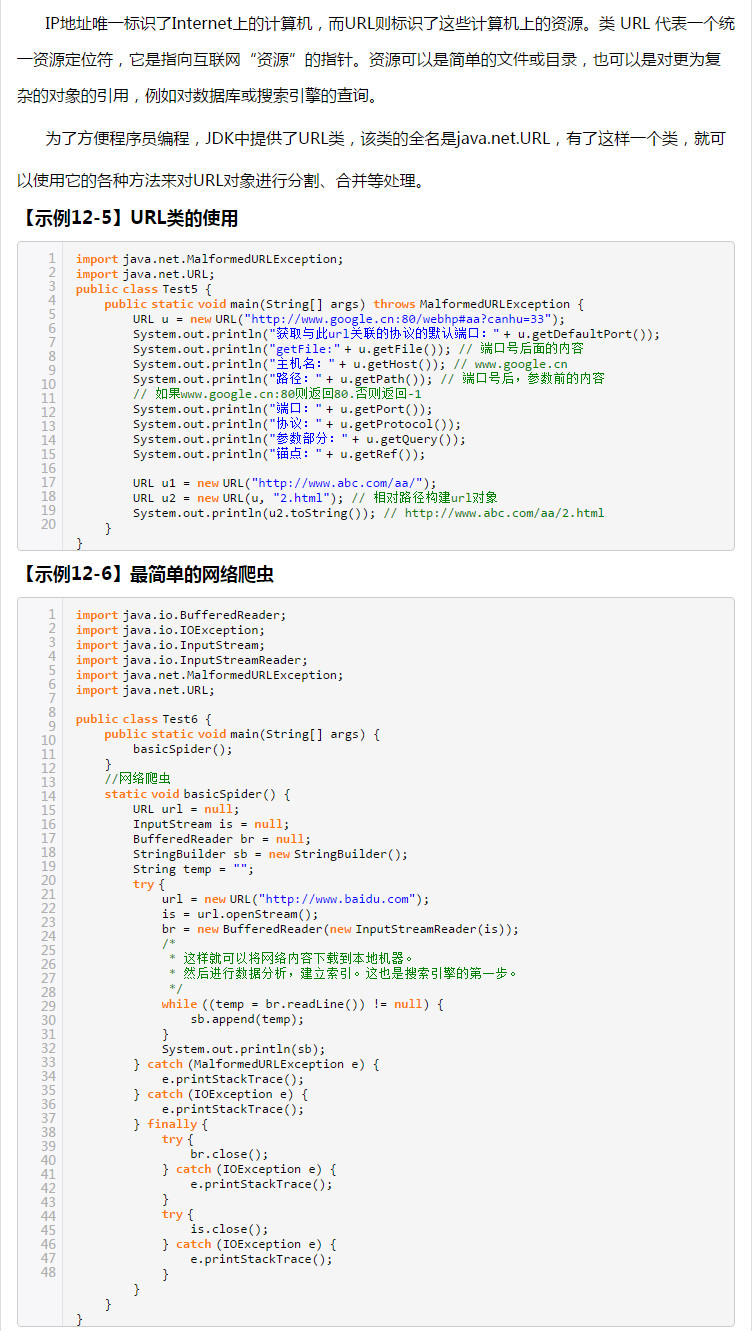 IP地址唯一标识了Internet上的计算机，而URL则标识了这些计算机上的资源。类 URL 代表一个统
一资源定位符，它是指向互联网“资源”的指针。资源可以是简单的文件或目录，也可以是对更为复
杂的对象的引用，例如对数据库或搜索引擎的查询。
为了方便程序员编程，JDK中提供了URL类，该类的全名是java.net.URL，有了这样一个类，就可
以使用它的各种方法来对URL对象进行分割、合并等处理。
【示例12-5】URL类的使用
1 import java.net.MalformedURLException;
2 import java.net.URL;
3 public class Test5 {
4 public static void main(String[] args) throws MalformedURLException {
5 URL u = new URL("http://www.google.cn:80/webhp#aa?canhu=33");
6 System.out.println("获取与此url关联的协议的默认端口：" + u.getDefaultPort());
7 System.out.println("getFile:" + u.getFile()); // 端口号后面的内容
8 System.out.println("主机名：" + u.getHost()); // www.google.cn
9 System.out.println("路径：" + u.getPath()); // 端口号后，参数前的内容
10 // 如果www.google.cn:80则返回80.否则返回-1
11 System.out.println("端口：" + u.getPort());
12 System.out.println("协议：" + u.getProtocol());
13 System.out.println("参数部分：" + u.getQuery());
14 System.out.println("锚点：" + u.getRef());
15
16 URL u1 = new URL("http://www.abc.com/aa/");
17 URL u2 = new URL(u, "2.html"); // 相对路径构建url对象
18 System.out.println(u2.toString()); // http://www.abc.com/aa/2.html
19 }
20 }
【示例12-6】最简单的网络爬虫
1 import java.io.BufferedReader;
2 import java.io.IOException;
3 import java.io.InputStream;
4 import java.io.InputStreamReader;
5 import java.net.MalformedURLException;
6 import java.net.URL;
7
8 public class Test6 {
9 public static void main(String[] args) {
10 basicSpider();
11 }
12 //网络爬虫
13 static void basicSpider() {
14 URL url = null;
15 InputStream is = null;
16 BufferedReader br = null;
17 StringBuilder sb = new StringBuilder();
18 String temp = "";
19 try {
20 url = new URL("http://www.baidu.com");
21 is = url.openStream();
22 br = new BufferedReader(new InputStreamReader(is));
23 /*
24 * 这样就可以将网络内容下载到本地机器。
25 * 然后进行数据分析，建立索引。这也是搜索引擎的第一步。
26 */
27 while ((temp = br.readLine()) != null) {
28 sb.append(temp);
29 }
30 System.out.println(sb);
31 } catch (MalformedURLException e) {
32 e.printStackTrace();
33 } catch (IOException e) {
34 e.printStackTrace();
35 } finally {
36 try {
37 br.close();
38 } catch (IOException e) {
39 e.printStackTrace();
40 }
41 try {
42 is.close();
43 } catch (IOException e) {
44 e.printStackTrace();
45 }
46 }
47 }
48 }